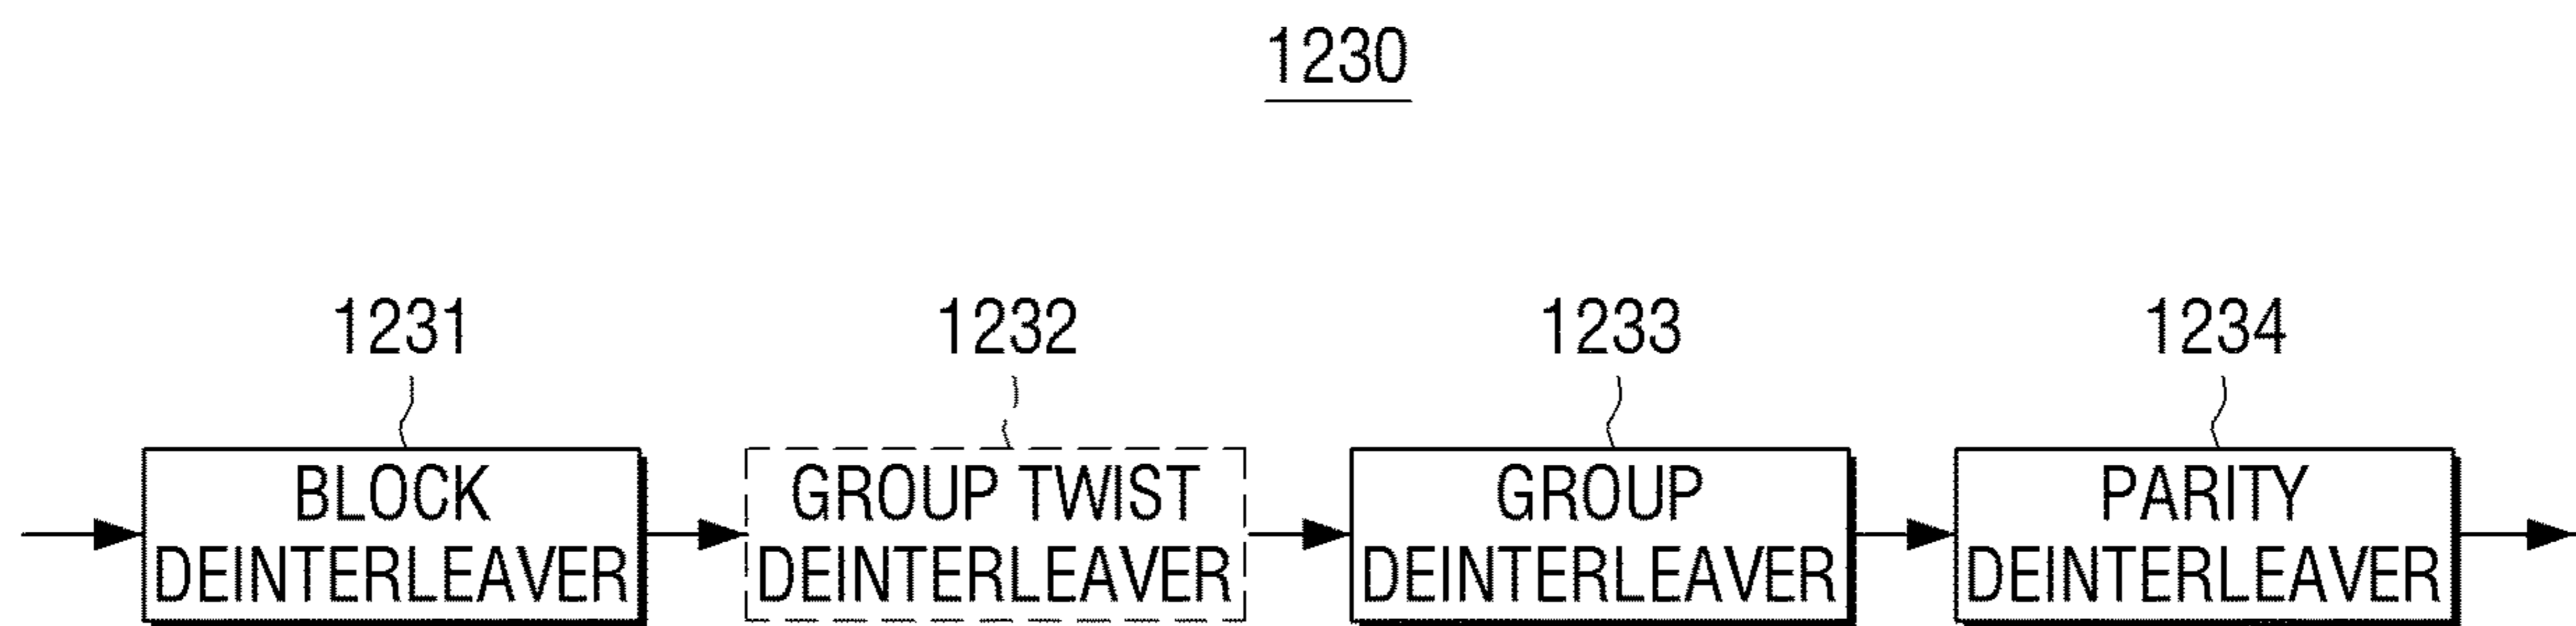 1230
1231
1232
1233
1234
BLOCK
DEINTERLEAVER
GROUP TWIST
DEINTERLEAVER
GROUP
DEINTERLEAVER
PARITY
DEINTERLEAVER